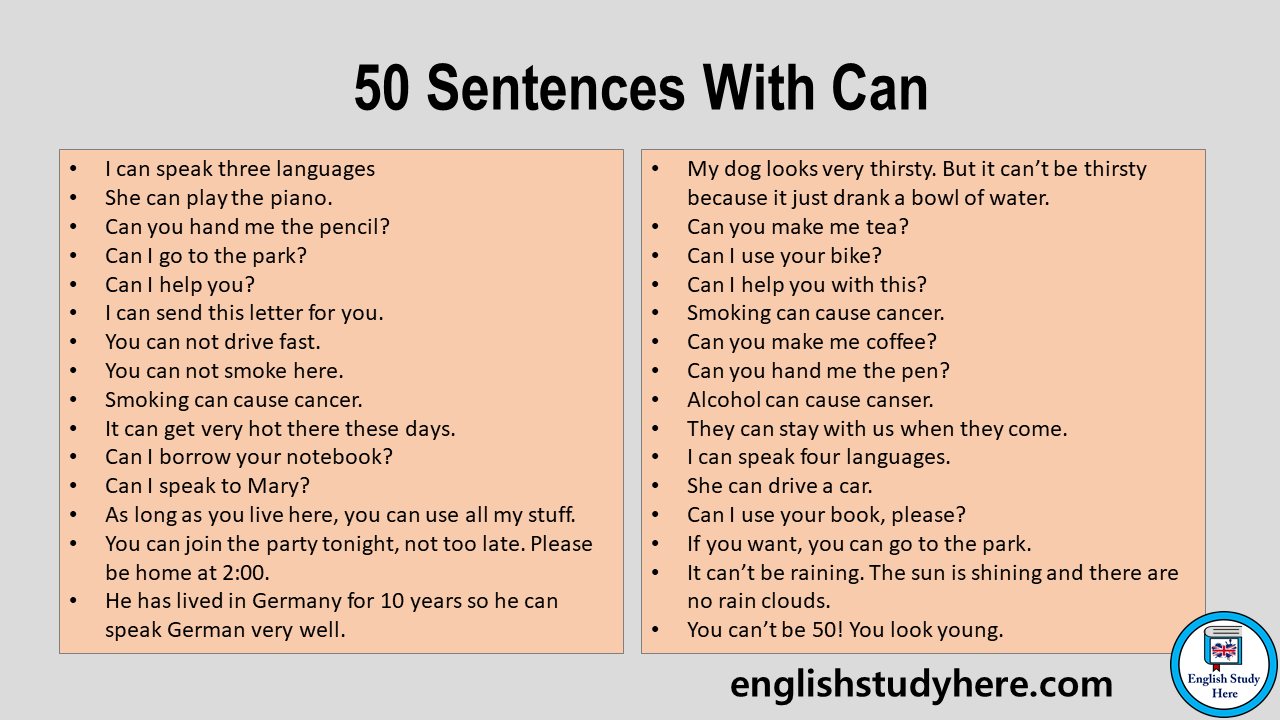 50 Sentences With Can
• I can speak three languages
• She can play the piano.
• Can you hand me the pencil?
• Can I go to the park?
• Can I help you?
• I can send this letter for you.
• You can not drive fast.
• You can not smoke here.
• Smoking can cause cancer.
• It can get very hot there these days.
• Can I borrow your notebook?
• Can I speak to Mary?
• As long as you live here, you can use all my stuff.
• You can join the party tonight, not too late. Please
be home at 2:00.
• He has lived in Germany for 10 years so he can
speak German very well.
• My dog looks very thirsty. But it can’t be thirsty
because it just drank a bowl of water.
• Can you make me tea?
• Can I use your bike?
• Can I help you with this?
• Smoking can cause cancer.
• Can you make me coffee?
• Can you hand me the pen?
• Alcohol can cause canser.
• They can stay with us when they come.
• I can speak four languages.
• She can drive a car.
• Can I use your book, please?
• If you want, you can go to the park.
• It can’t be raining. The sun is shining and there are
no rain clouds.
• You can’t be 50! You look young.
englishstudyhere.com
English Study
Here